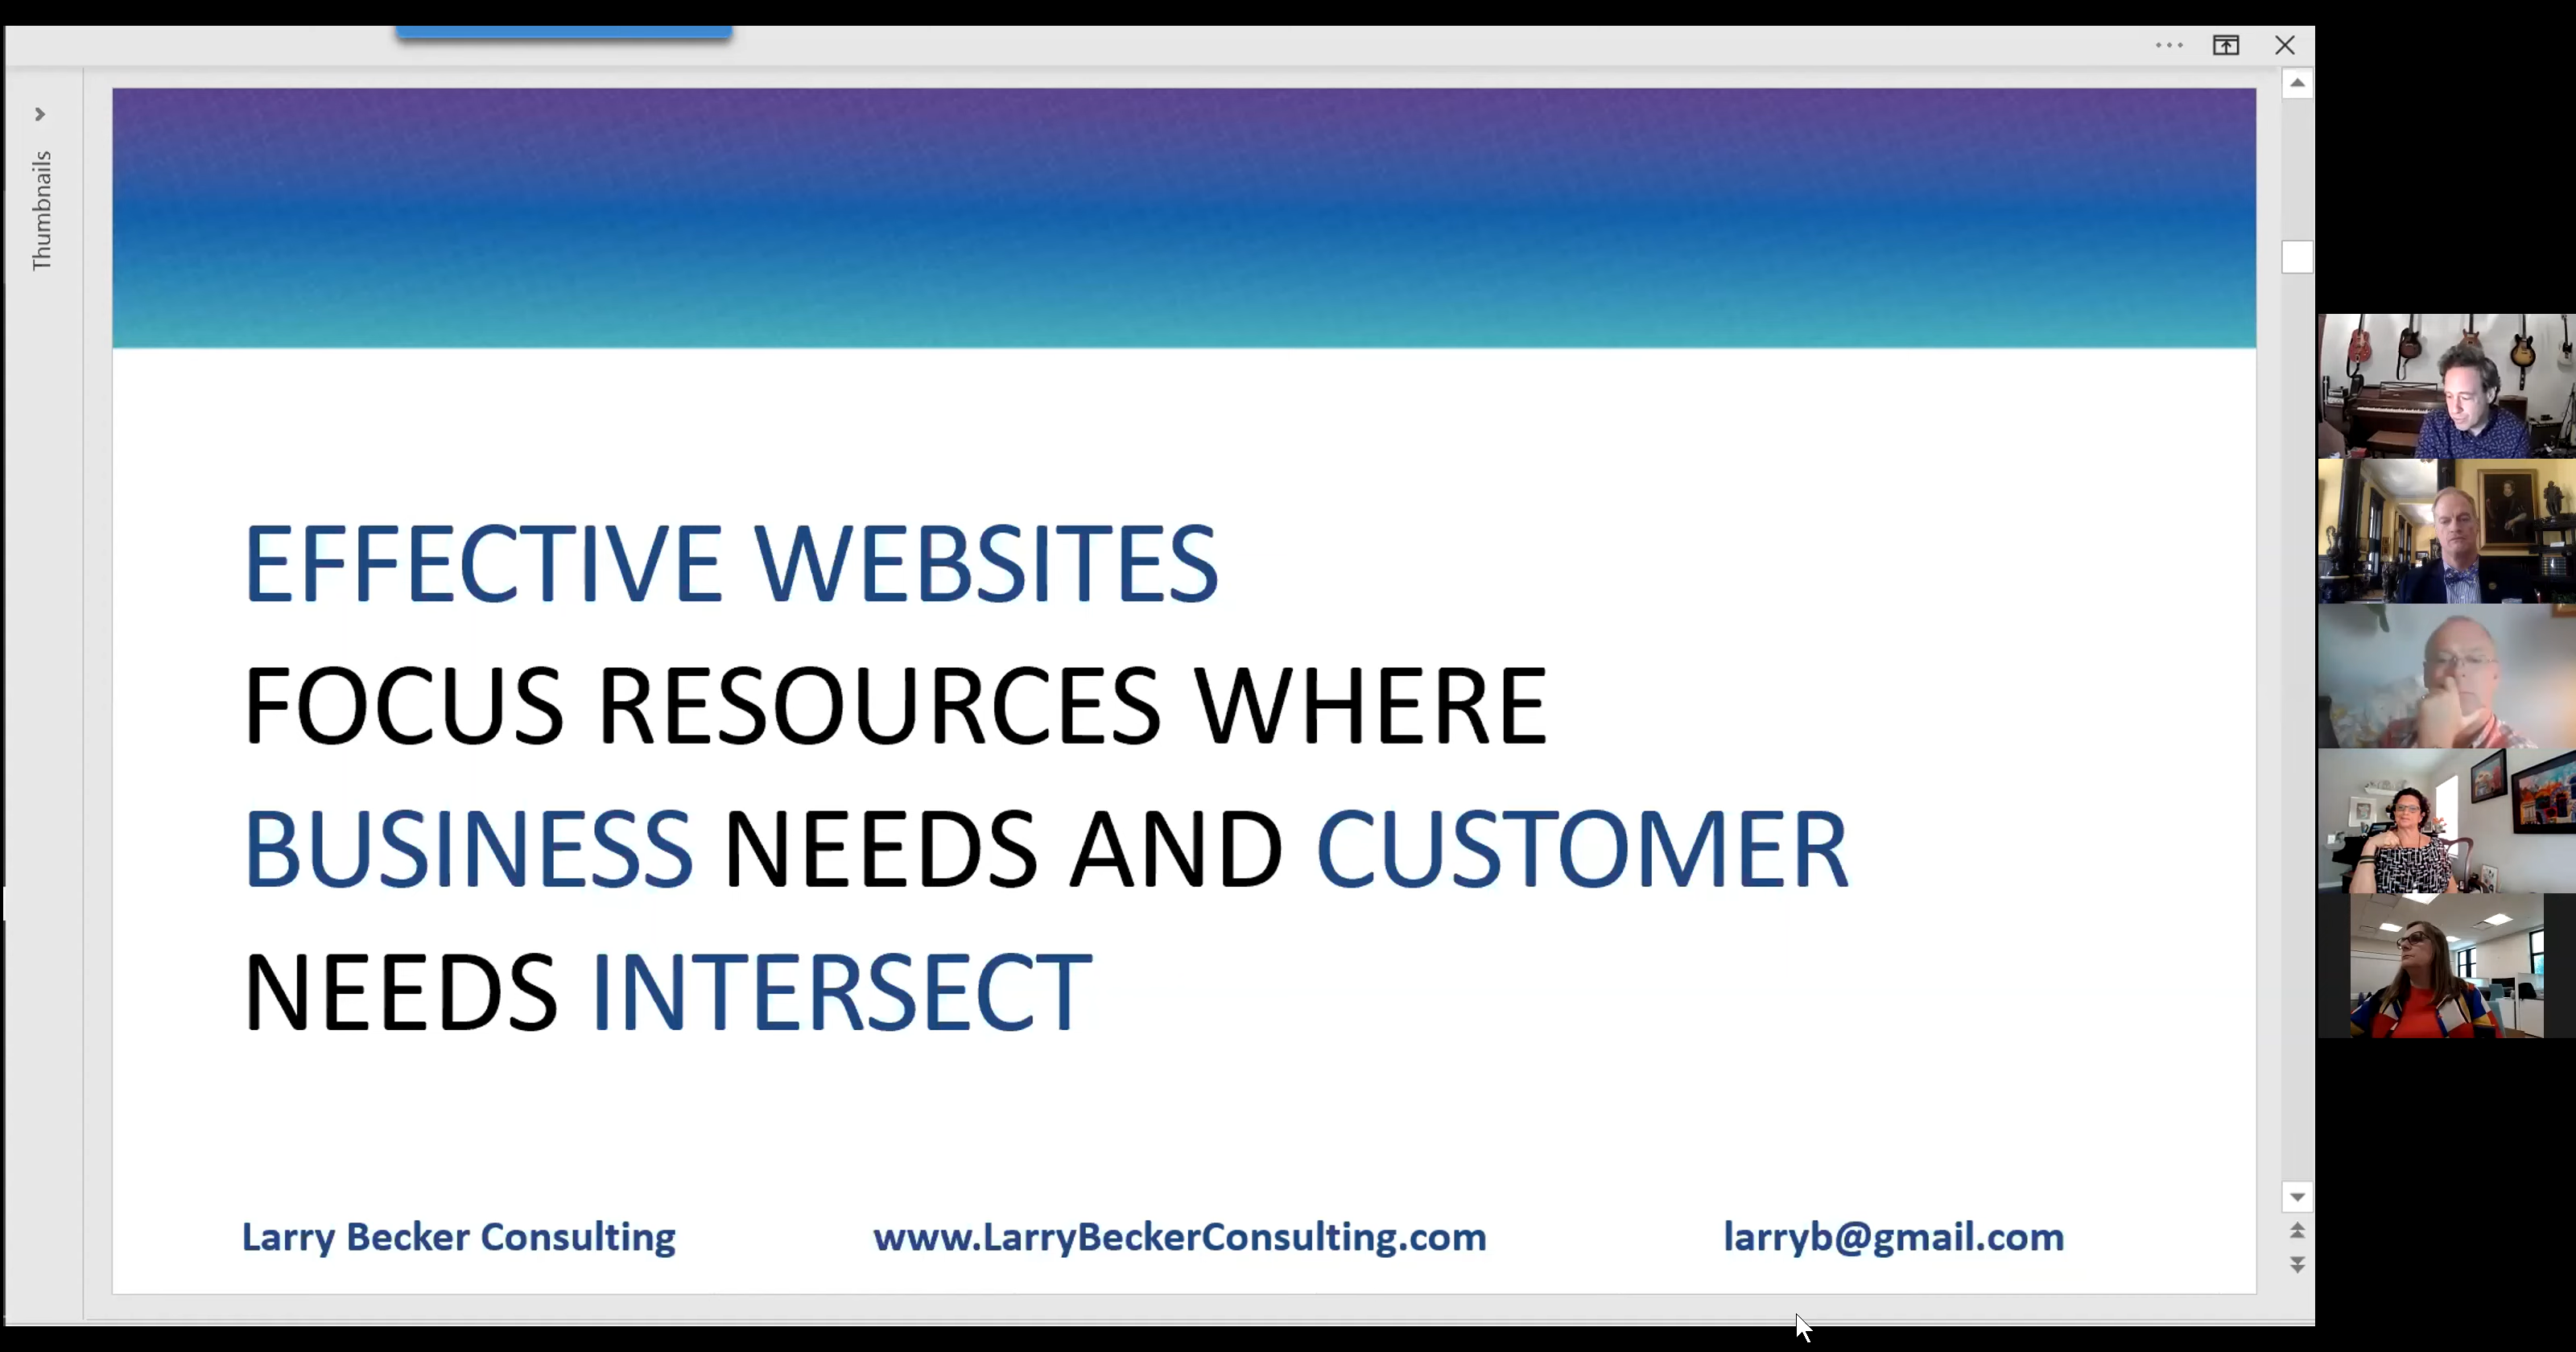 Thumbnails
EFFECTIVE WEBSITES
FOCUS RESOURCES WHERE
BUSINESS NEEDS AND CUSTOMER
NEEDS INTERSECT
Larry Becker Consulting
www.LarryBeckerConsulting.com
larryb@gmail.com